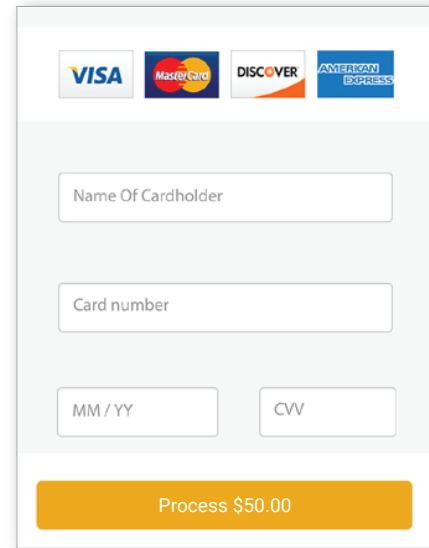 VISA MasterCard DISCOVER AMERICAN
EXPRESS
Name Of Cardholder
Card number
MM / YY CVV
Process $50.00